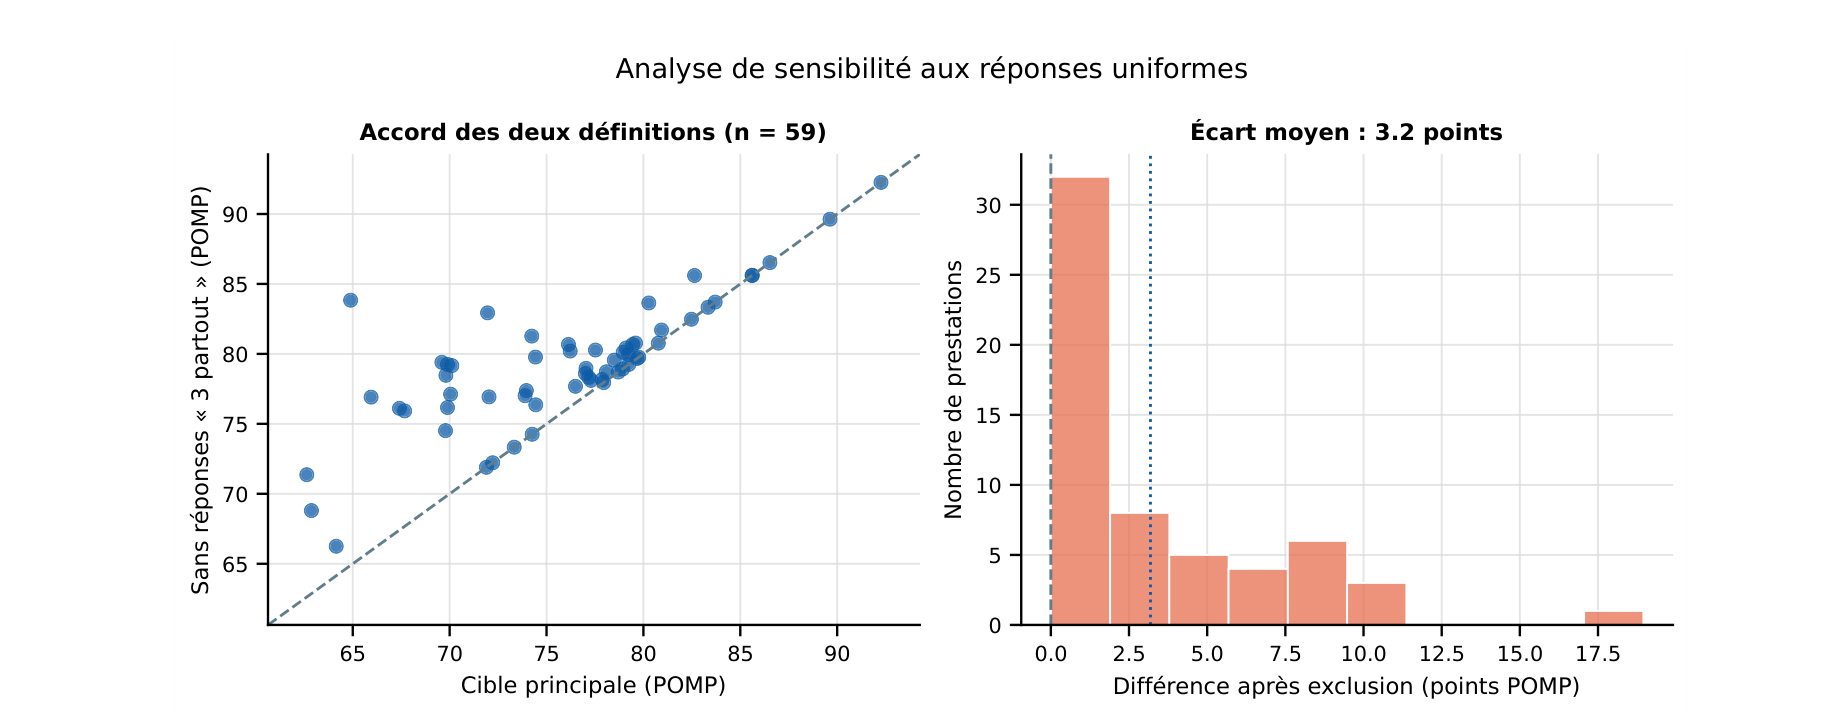 Analyse de sensibilité aux réponses uniformes
Accord des deux définitions (n = 59)
Sans réponses « 3 partout » (POMP)
90
85
80
75
70
65
65 70 75 80 85 90
Cible principale (POMP)
Écart moyen : 3.2 points
Nombre de prestations
30
25
20
15
10
5
0
0.0 2.5 5.0 7.5 10.0 12.5 15.0 17.5
Différence après exclusion (points POMP)